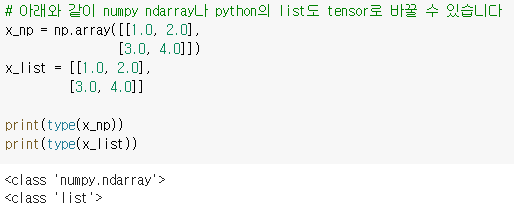 # 아래와 같이 numpy ndarray나 python의 list도 tensor로 바꿀 수 있습니다
x_np = np.array([[1.0, 2.0],
[3.0, 4.0]])
x_list = [[1.0, 2.0],
[3.0, 4.0]]
print(type(x_np))
print(type(x_list))
<class 'numpy.ndarray'>
<class 'list'>